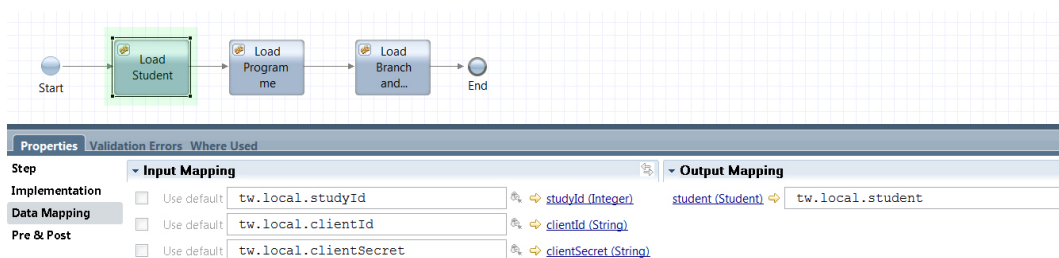 Start
Load
Student
Load
Program
me
Load
Branch
and...
End
Properties Validation Errors Where Used
Step
Implementation
Data Mapping
Pre & Post
Input Mapping
Use default tw.local.studyId studyId (Integer)
Use default tw.local.clientId clientId (String)
Use default tw.local.clientSecret clientSecret (String)
Output Mapping
student (Student) tw.local.student